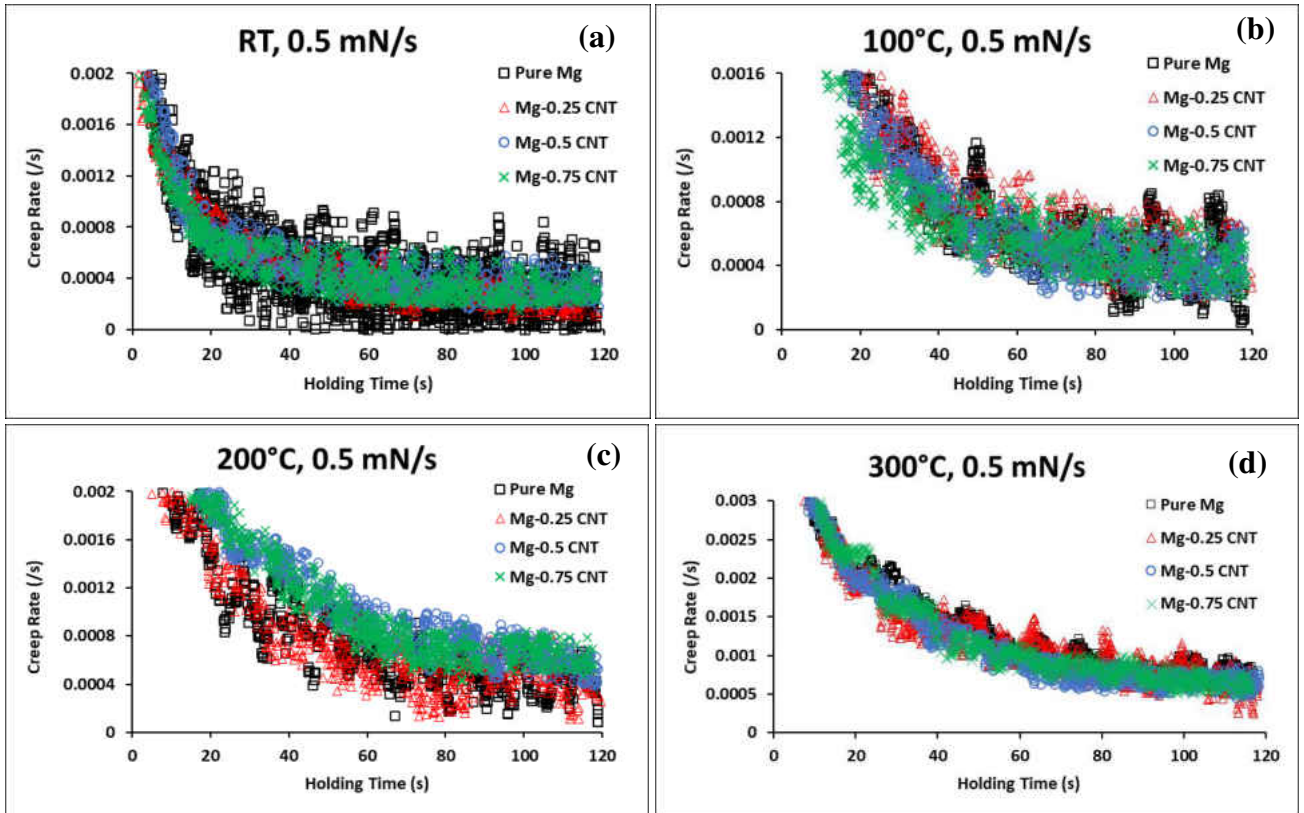 RT, 0.5 mN/s
(a)
Pure Mg
Mg-0.25 CNT
Mg-0.5 CNT
Mg-0.75 CNT
Creep Rate (/s)
0.002
0.0016
0.0012
0.0008
0.0004
0
0 20 40 60 80 100 120
Holding Time (s)
100°C, 0.5 mN/s
(b)
Pure Mg
Mg-0.25 CNT
Mg-0.5 CNT
Mg-0.75 CNT
Creep Rate (/s)
0.0016
0.0012
0.0008
0.0004
0
0 20 40 60 80 100 120
Holding Time (s)
200°C, 0.5 mN/s
(c)
Pure Mg
Mg-0.25 CNT
Mg-0.5 CNT
Mg-0.75 CNT
Creep Rate (/s)
0.002
0.0016
0.0012
0.0008
0.0004
0
0 20 40 60 80 100 120
Holding Time (s)
300°C, 0.5 mN/s
(d)
Pure Mg
Mg-0.25 CNT
Mg-0.5 CNT
Mg-0.75 CNT
Creep Rate (/s)
0.003
0.0025
0.002
0.0015
0.001
0.0005
0
0 20 40 60 80 100 120
Holding Time (s)